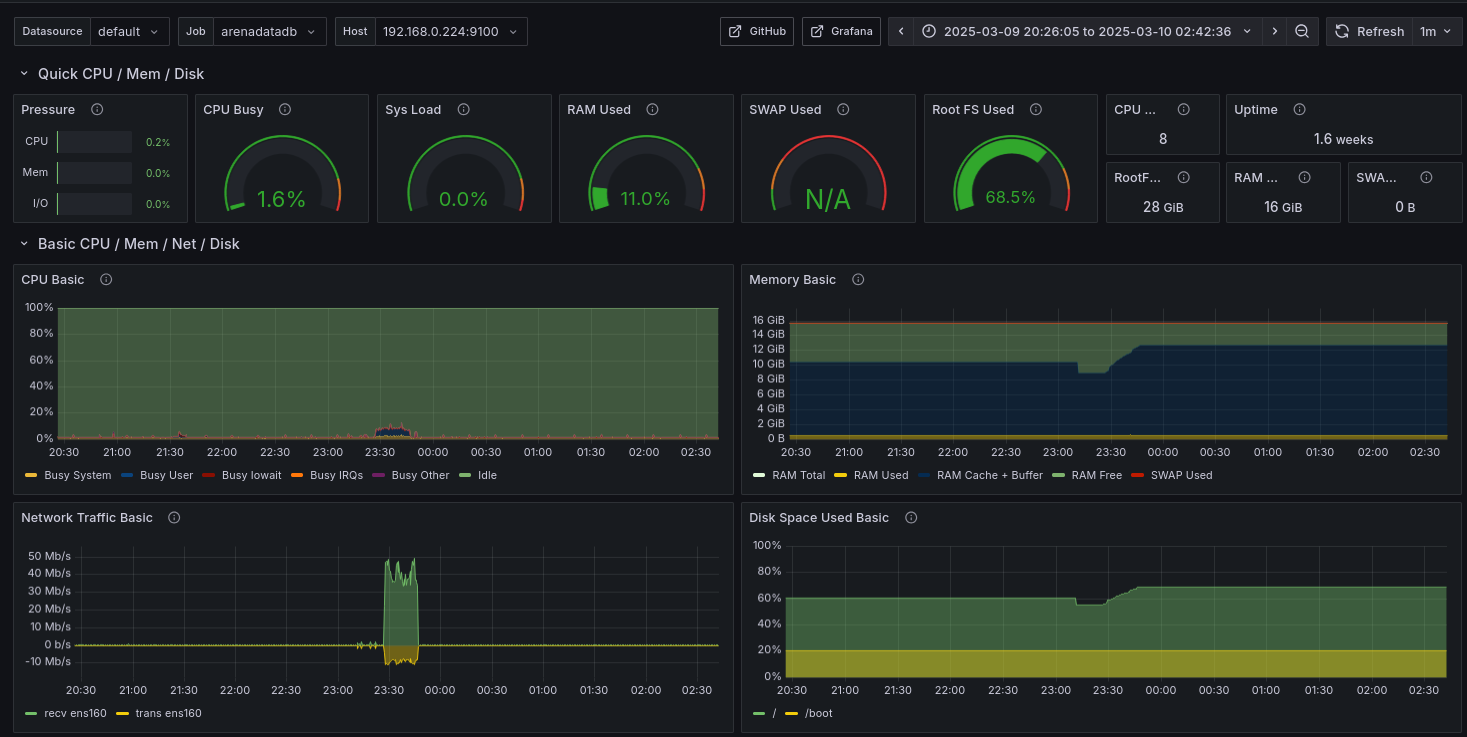 Datasource default Job arenadatadb Host 192.168.0.224:9100 GitHub Grafana 2025-03-09 20:26:05 to 2025-03-10 02:42:36 Refresh 1m
Quick CPU / Mem / Disk
Pressure CPU Busy Sys Load RAM Used SWAP Used Root FS Used CPU ... Uptime
CPU 0.2%
Mem 0.0%
I/O 0.0%
1.6% 0.0% 11.0% N/A 68.5%
8 1.6 weeks
RootF... RAM ... SWA...
28 GiB 16 GiB 0 B
Basic CPU / Mem / Net / Disk
CPU Basic
100%
80%
60%
40%
20%
0%
20:30 21:00 21:30 22:00 22:30 23:00 23:30 00:00 00:30 01:00 01:30 02:00 02:30
Busy System Busy User Busy Iowait Busy IRQs Busy Other Idle
Memory Basic
16 GiB
14 GiB
12 GiB
10 GiB
8 GiB
6 GiB
4 GiB
2 GiB
0 B
20:30 21:00 21:30 22:00 22:30 23:00 23:30 00:00 00:30 01:00 01:30 02:00 02:30
RAM Total RAM Used RAM Cache + Buffer RAM Free SWAP Used
Network Traffic Basic
50 Mb/s
40 Mb/s
30 Mb/s
20 Mb/s
10 Mb/s
0 b/s
-10 Mb/s
20:30 21:00 21:30 22:00 22:30 23:00 23:30 00:00 00:30 01:00 01:30 02:00 02:30
recv ens160 trans ens160
Disk Space Used Basic
100%
80%
60%
40%
20%
0%
20:30 21:00 21:30 22:00 22:30 23:00 23:30 00:00 00:30 01:00 01:30 02:00 02:30
/ /boot